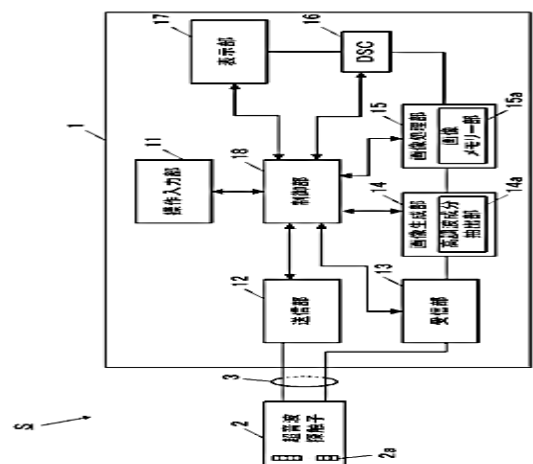 S
1
11
操作入力部
17
表示部
16
DSC
18
制御部
12
送信部
13
受信部
14
画像生成部
14a
高調波成分
抽出部
15
画像処理部
15a
画像
メモリー部
3
2
超音波
探触子
2a